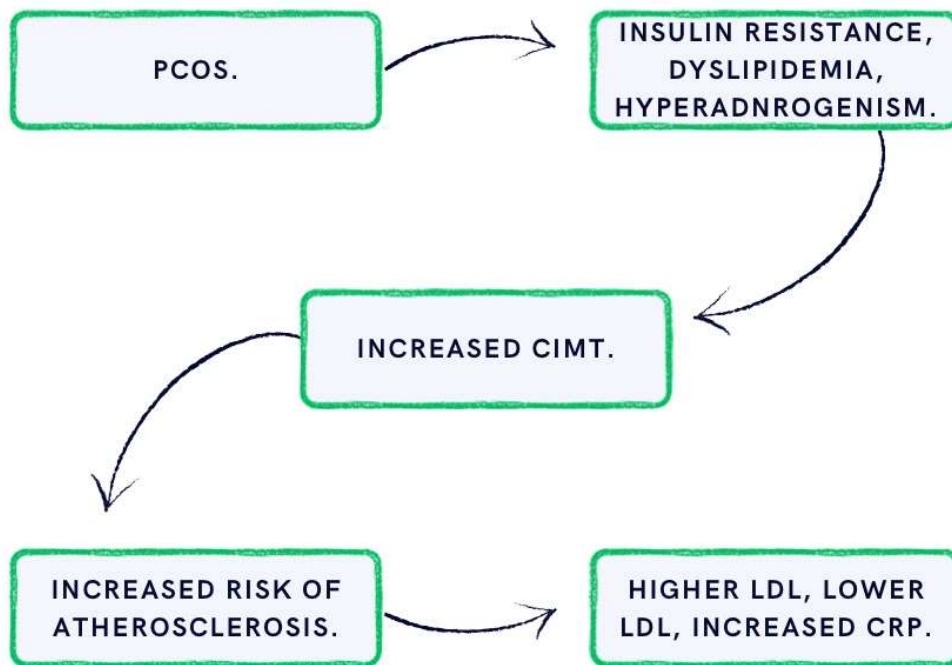 PCOS.
INSULIN RESISTANCE,
DYSLIPIDEMIA,
HYPERADNROGENISM.
INCREASED CIMT.
INCREASED RISK OF
ATHEROSCLEROSIS.
HIGHER LDL, LOWER
LDL, INCREASED CRP.